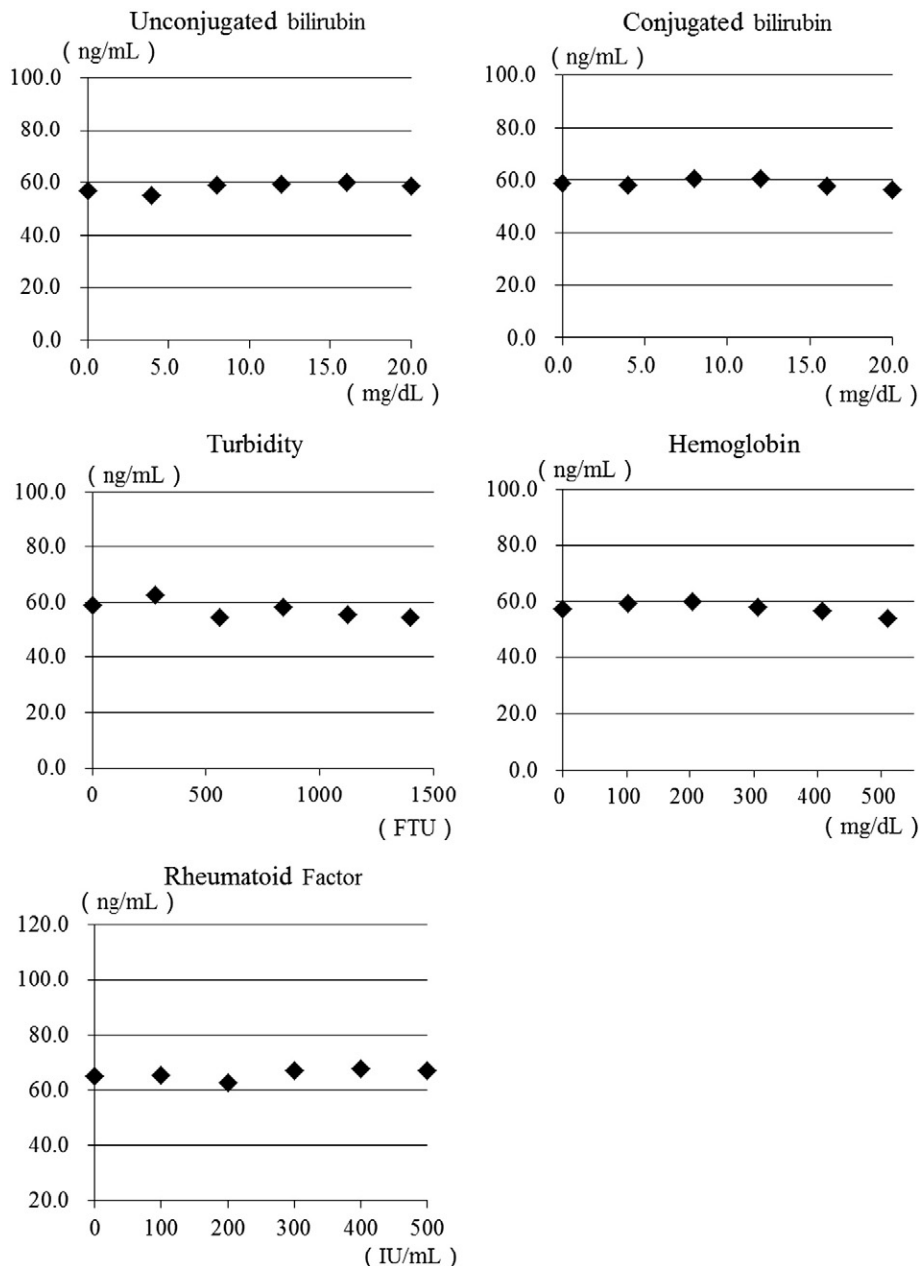 Unconjugated bilirubin
( ng/mL )
100.0
80.0
60.0
40.0
20.0
0.0
0.0 5.0 10.0 15.0 20.0
( mg/dL )
Conjugated bilirubin
( ng/mL )
100.0
80.0
60.0
40.0
20.0
0.0
0.0 5.0 10.0 15.0 20.0
( mg/dL )
Turbidity
( ng/mL )
100.0
80.0
60.0
40.0
20.0
0.0
0 500 1000 1500
( FTU )
Hemoglobin
( ng/mL )
100.0
80.0
60.0
40.0
20.0
0.0
0 100 200 300 400 500
( mg/dL )
Rheumatoid Factor
( ng/mL )
120.0
100.0
80.0
60.0
40.0
20.0
0 100 200 300 400 500
( IU/mL )